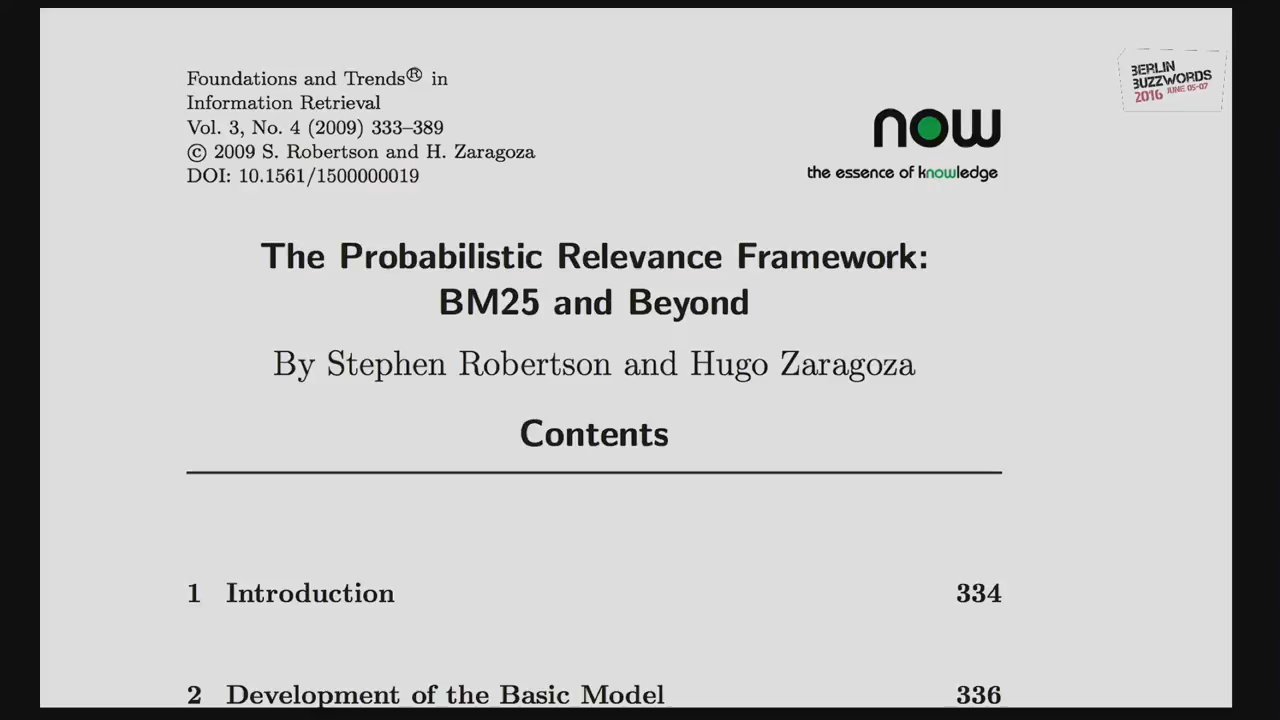 Foundations and Trends® in
Information Retrieval
Vol. 3, No. 4 (2009) 333–389
© 2009 S. Robertson and H. Zaragoza
DOI: 10.1561/1500000019
now
the essence of knowledge
BERLIN
BUZZWORDS
2016 JUNE 05-07
The Probabilistic Relevance Framework:
BM25 and Beyond
By Stephen Robertson and Hugo Zaragoza
Contents
1 Introduction 334
2 Development of the Basic Model 336